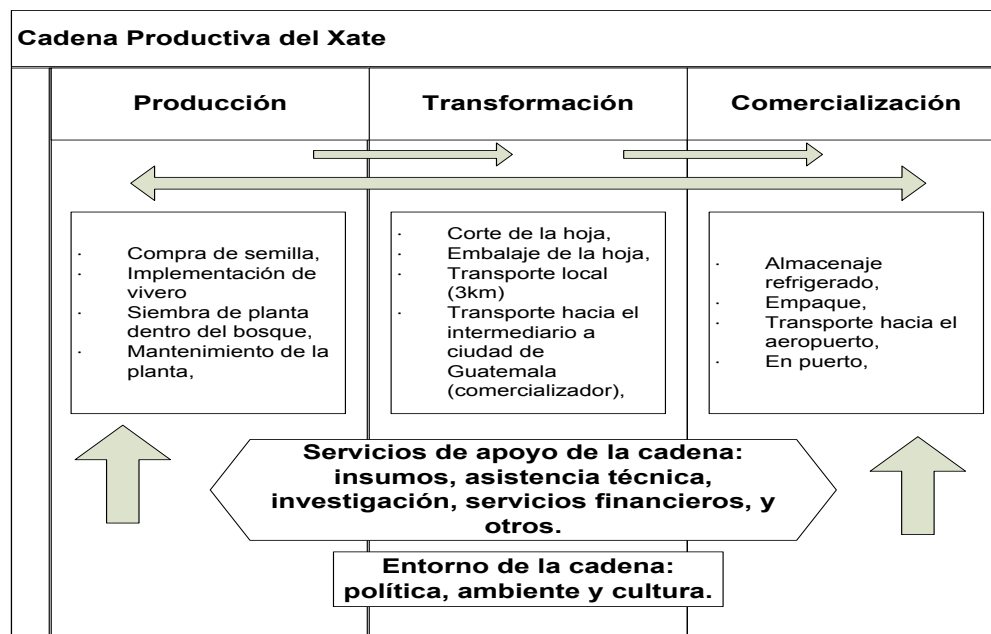 Cadena Productiva del Xate
Producción
Transformación
Comercialización
· Compra de semilla,
· Implementación de
vivero
· Siembra de planta
dentro del bosque,
· Mantenimiento de la
planta,
· Corte de la hoja,
· Embalaje de la hoja,
· Transporte local
(3km)
· Transporte hacia el
intermediario a
ciudad de
Guatemala
(comercializador),
· Almacenaje
refrigerado,
· Empaque,
· Transporte hacia el
aeropuerto,
· En puerto,
Servicios de apoyo de la cadena:
insumos, asistencia técnica,
investigación, servicios financieros, y
otros.
Entorno de la cadena:
política, ambiente y cultura.